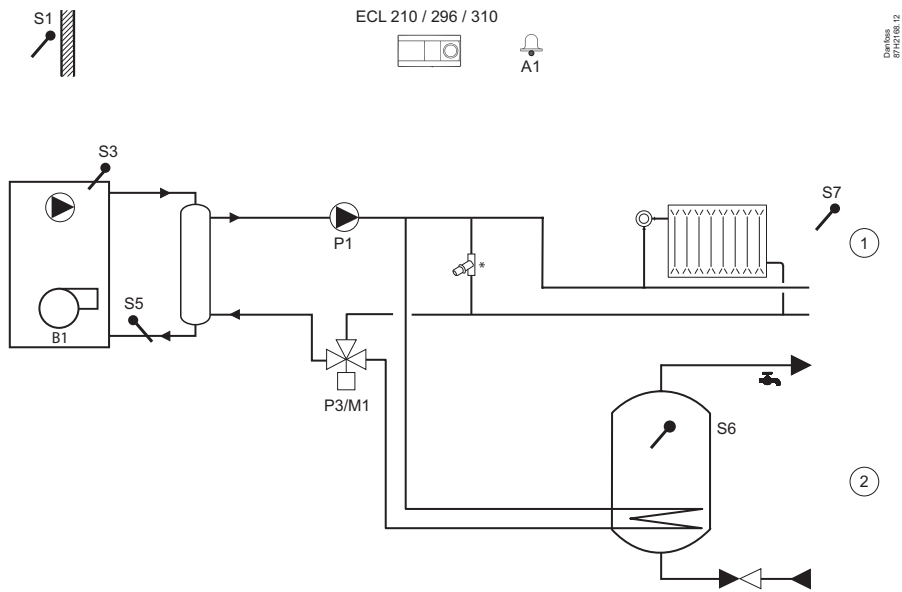 S1
ECL 210 / 296 / 310
A1
Danfoss
87H2168.12
S3
S7
P1
*
1
S5
B1
P3/M1
S6
2